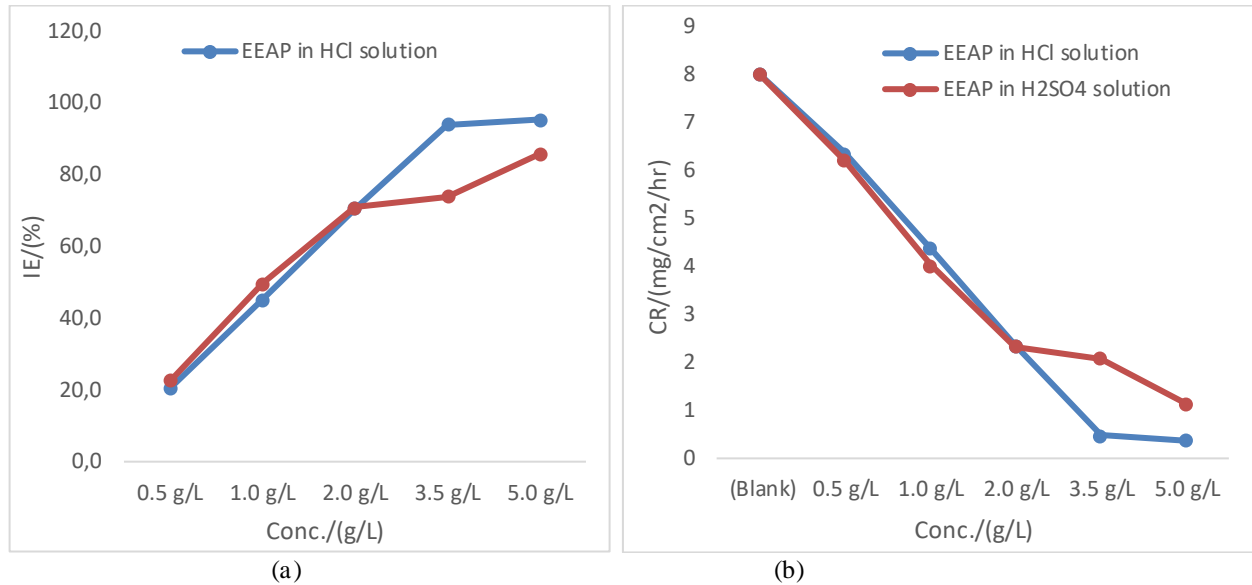 120,0
100,0
80,0
60,0
40,0
20,0
0,0
IE/(%)
EEAP in HCl solution
0.5 g/L 1.0 g/L 2.0 g/L 3.5 g/L 5.0 g/L
Conc./(g/L)
(a)
9
8
7
6
5
4
3
2
1
0
CR/(mg/cm2/hr)
EEAP in HCl solution
EEAP in H2SO4 solution
(Blank) 0.5 g/L 1.0 g/L 2.0 g/L 3.5 g/L 5.0 g/L
Conc./(g/L)
(b)